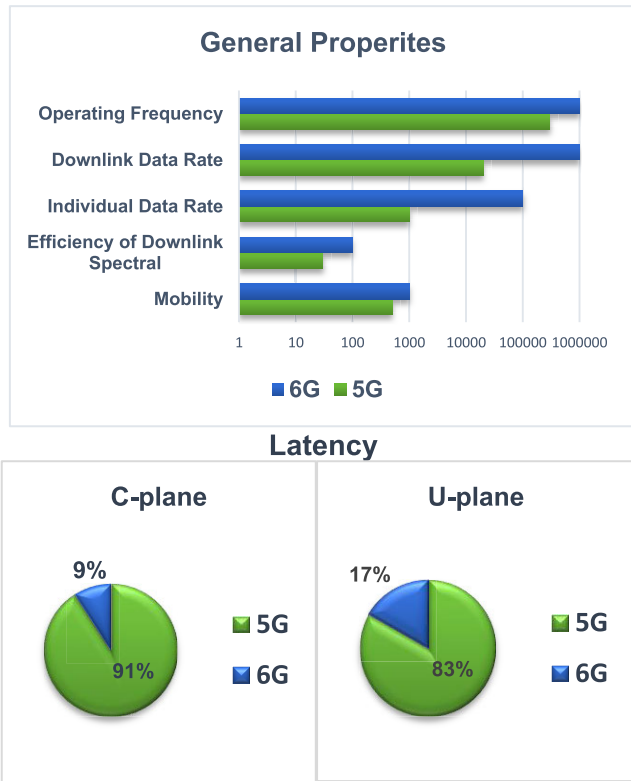 General Properites
Operating Frequency
Downlink Data Rate
Individual Data Rate
Efficiency of Downlink
Spectral
Mobility
1 10 100 1000 10000 100000 1000000
6G 5G
Latency
C-plane
9%
91%
5G
6G
U-plane
17%
83%
5G
6G